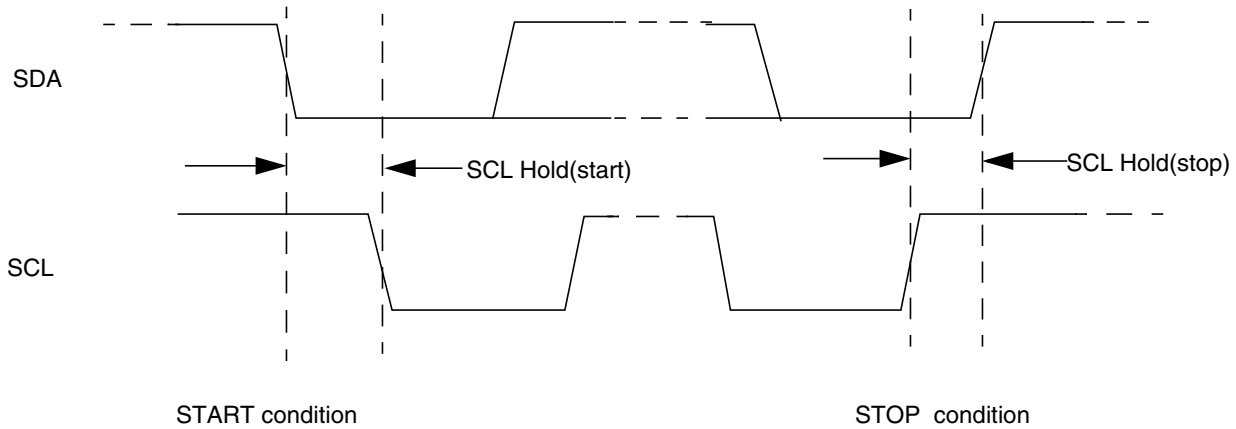 SDA
SCL Hold(start)
SCL Hold(stop)
SCL
START condition
STOP condition